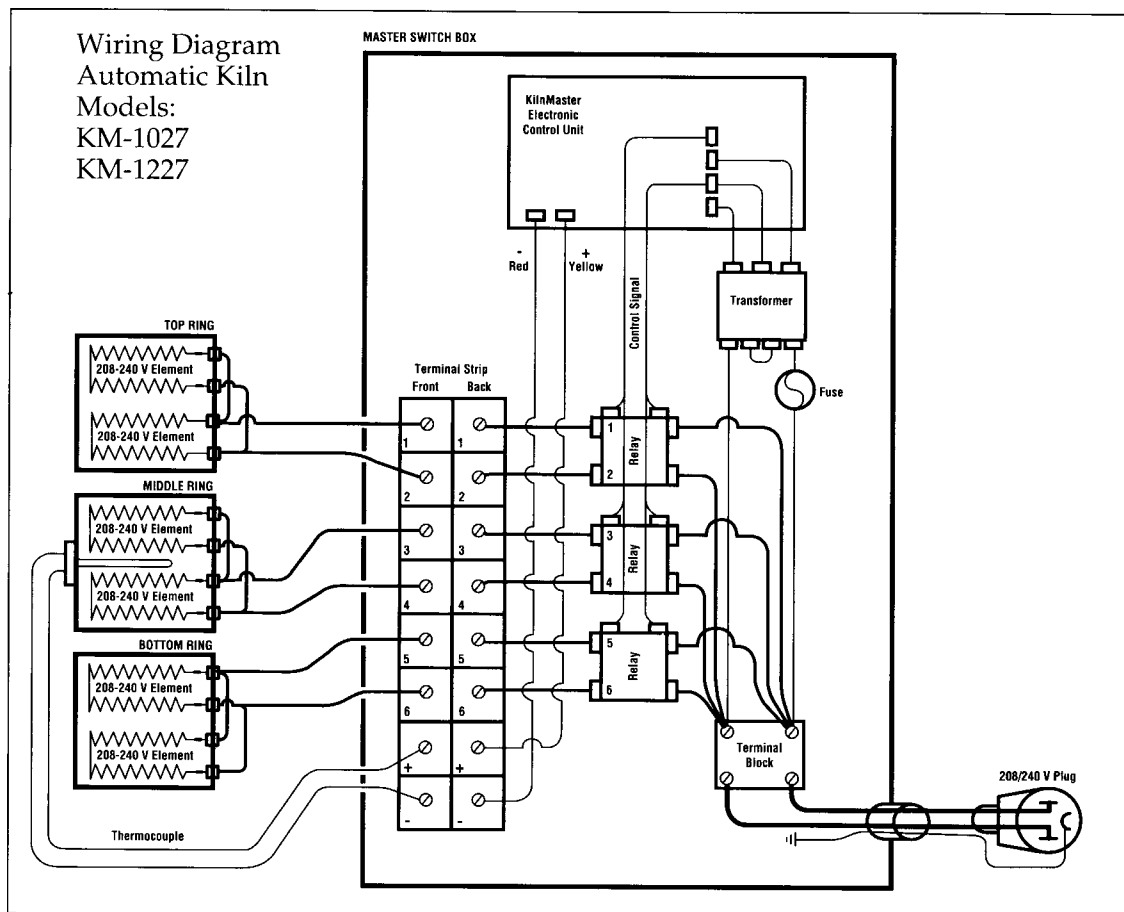 Wiring Diagram
Automatic Kiln
Models:
KM-1027
KM-1227
MASTER SWITCH BOX
KilnMaster
Electronic
Control Unit
-
Red
+
Yellow
Control Signal
Transformer
Fuse
TOP RING
208-240 V Element
208-240 V Element
MIDDLE RING
208-240 V Element
208-240 V Element
BOTTOM RING
208-240 V Element
208-240 V Element
Thermocouple
Terminal Strip
Front Back
1 1
2 2
3 3
4 4
5 5
6 6
+ +
- -
1
Relay
2
3
Relay
4
5
Relay
6
Terminal
Block
208/240 V Plug